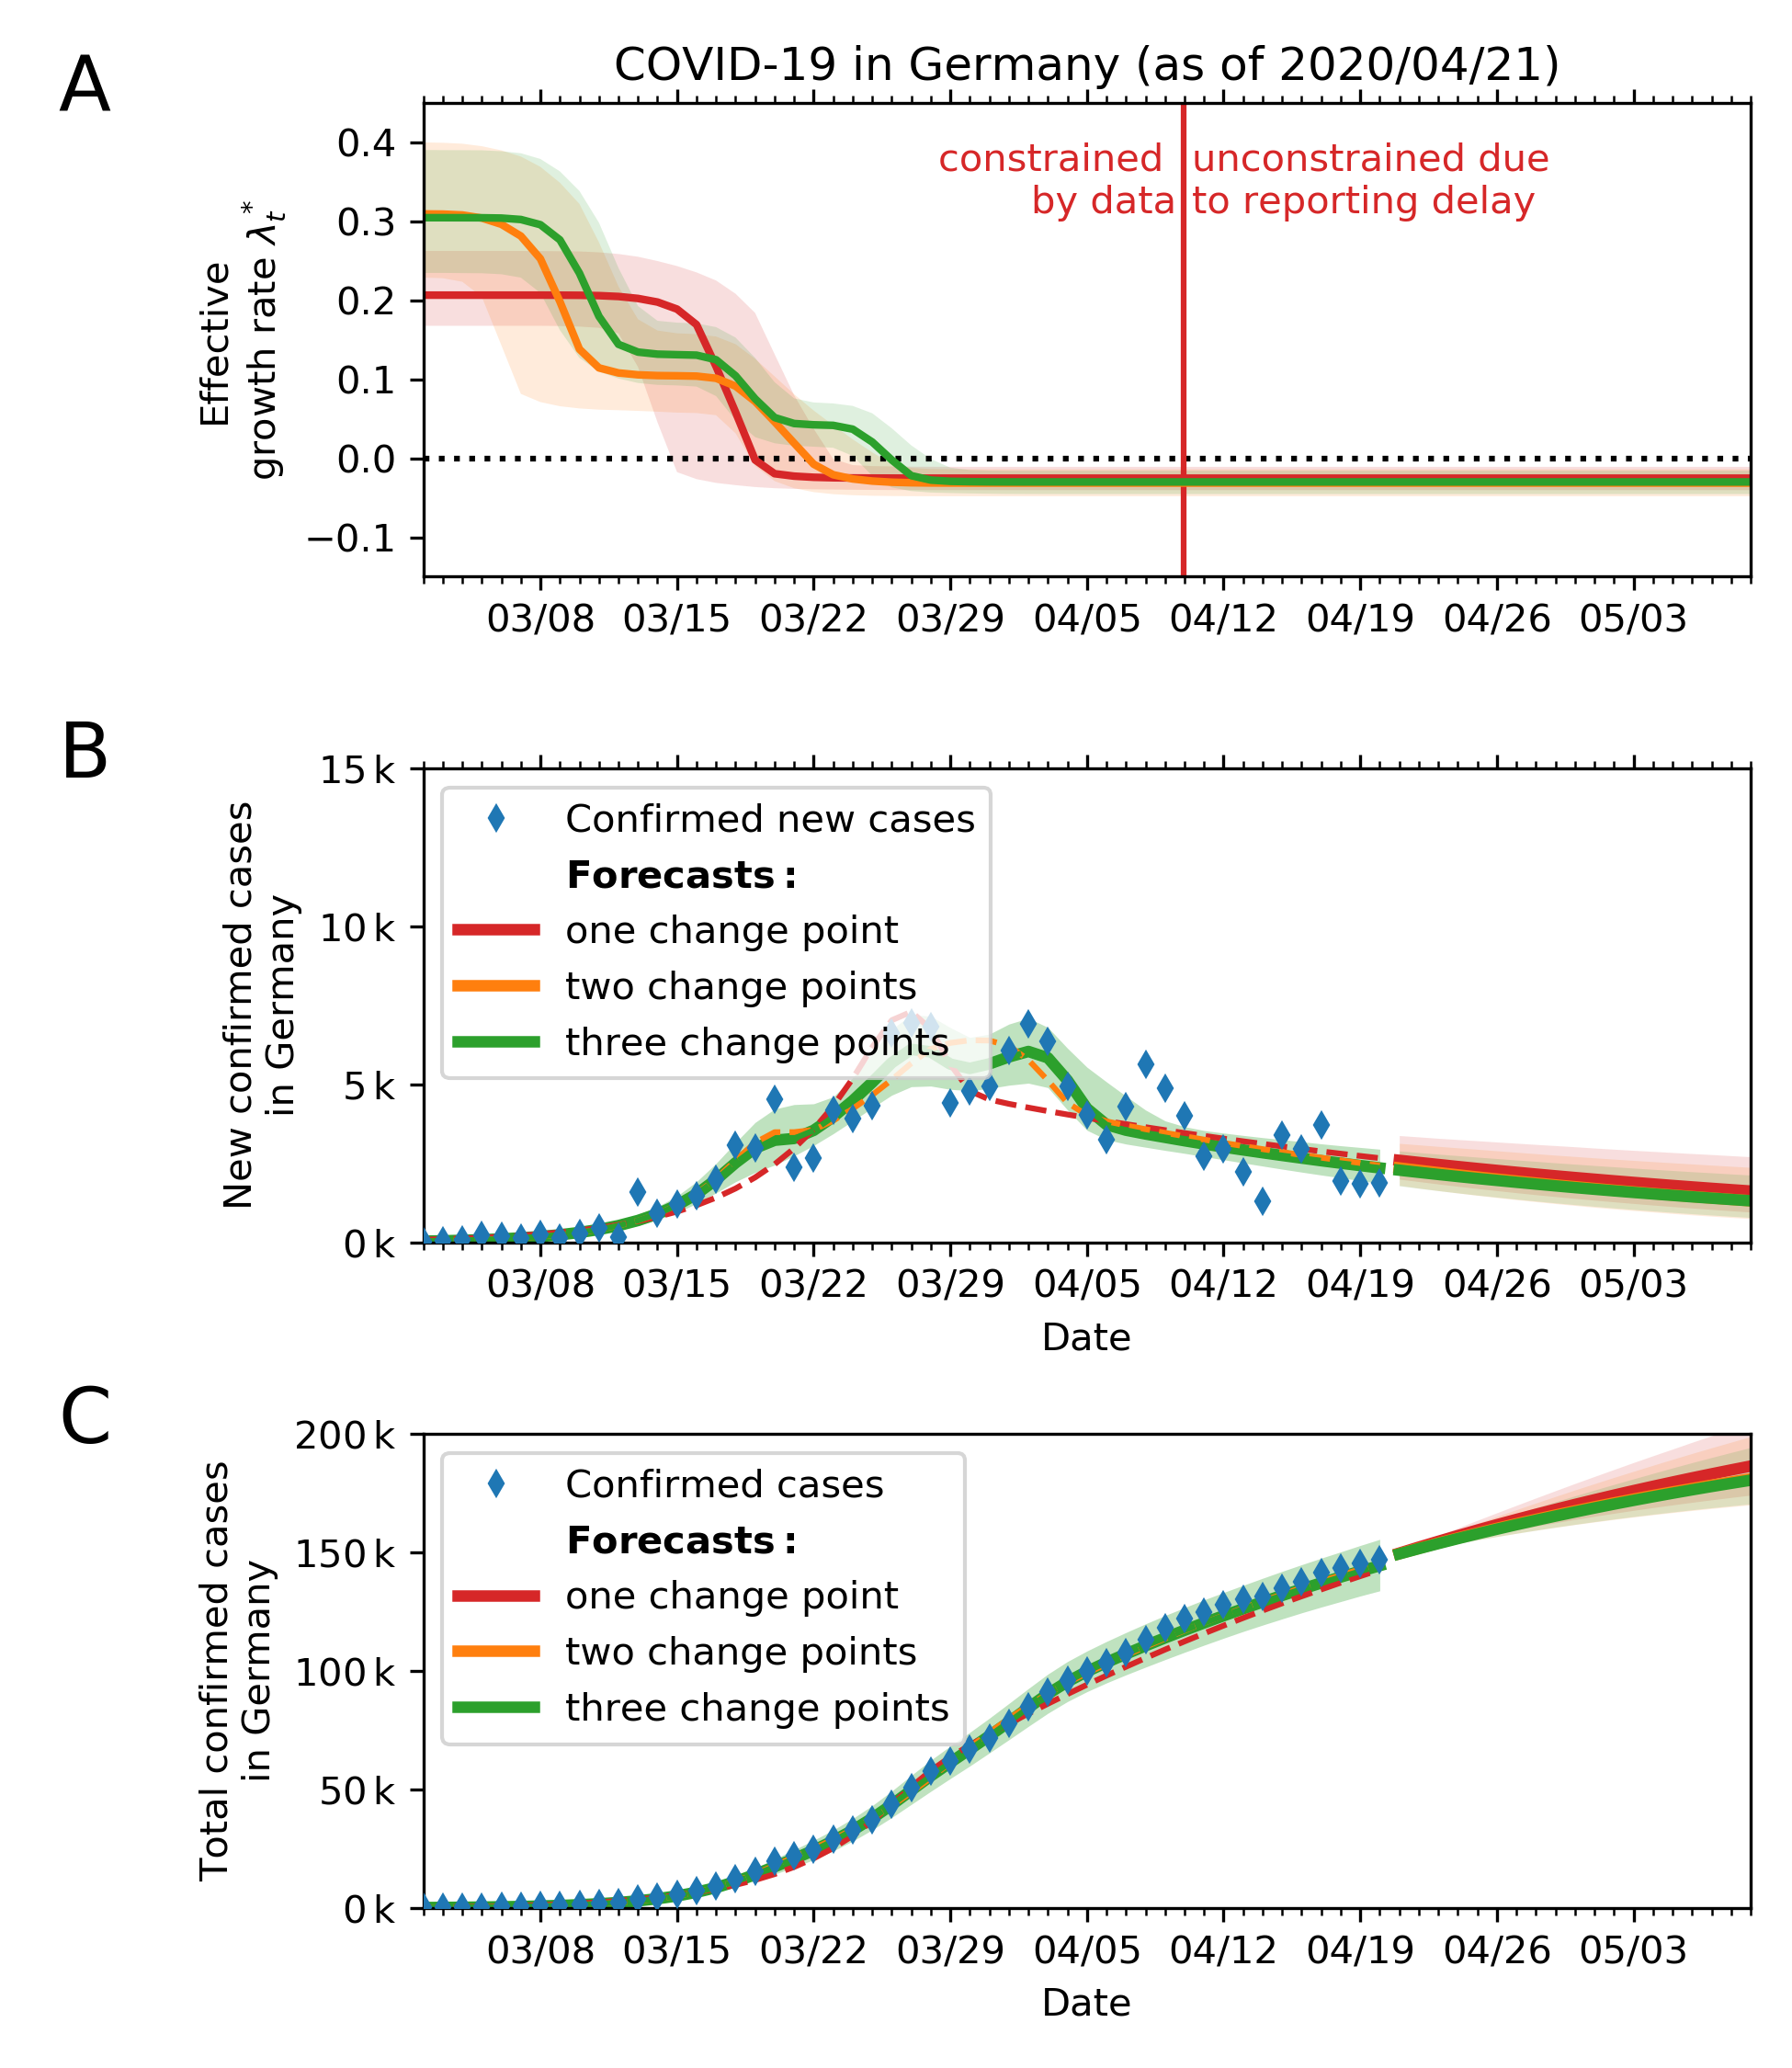 A
COVID-19 in Germany (as of 2020/04/21)
Effective
growth rate λ*t
0.4
0.3
0.2
0.1
0.0
−0.1
constrained
by data
unconstrained due
to reporting delay
03/08 03/15 03/22 03/29 04/05 04/12 04/19 04/26 05/03
B
New confirmed cases
in Germany
15 k
10 k
5 k
0 k
Confirmed new cases
Forecasts:
one change point
two change points
three change points
03/08 03/15 03/22 03/29 04/05 04/12 04/19 04/26 05/03
Date
C
Total confirmed cases
in Germany
200 k
150 k
100 k
50 k
0 k
Confirmed cases
Forecasts:
one change point
two change points
three change points
03/08 03/15 03/22 03/29 04/05 04/12 04/19 04/26 05/03
Date